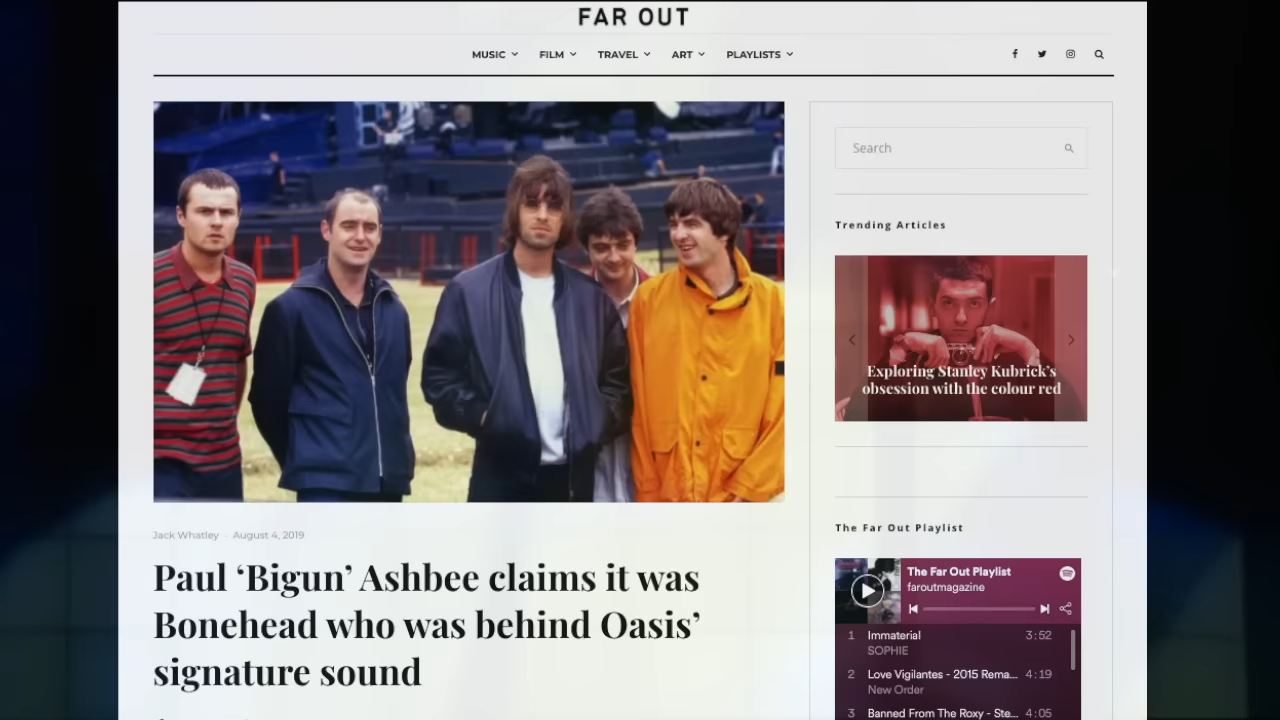 FAR OUT
MUSIC
FILM
TRAVEL
ART
PLAYLISTS
Search
Trending Articles
Exploring Stanley Kubrick's
obsession with the colour red
Jack Whatley - August 4, 2019
Paul ‘Bigun’ Ashbee claims it was
Bonehead who was behind Oasis’
signature sound
The Far Out Playlist
The Far Out Playlist
faroutmagazine
1 Immaterial 3:52
SOPHIE
2 Love Vigilantes - 2015 Rema... 4:19
New Order
3 Banned From The Roxy - Ste... 4:05